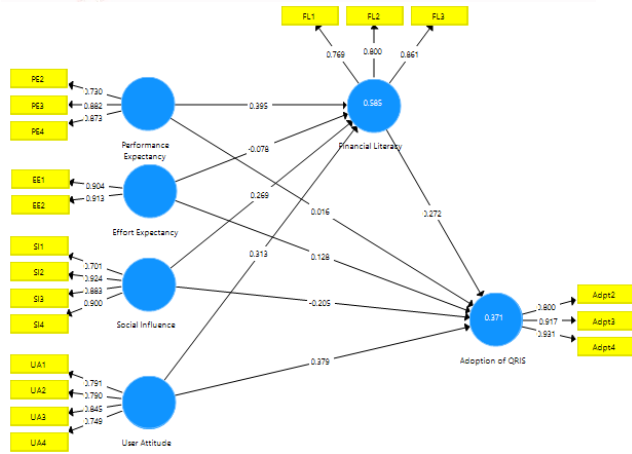 FL1
FL2
FL3
0.769
0.800
0.861
PE2
PE3
PE4
0.730
0.882
0.873
Performance
Expectancy
0.395
0.585
Financial Literacy
-0.078
EE1
EE2
0.904
0.913
Effort Expectancy
0.269
0.016
0.272
0.128
0.313
SI1
SI2
SI3
SI4
0.701
0.924
0.883
0.900
Social Influence
-0.205
0.371
Adoption of QRIS
Adpt2
Adpt3
Adpt4
0.800
0.917
0.931
0.379
UA1
UA2
UA3
UA4
0.791
0.790
0.845
0.749
User Attitude